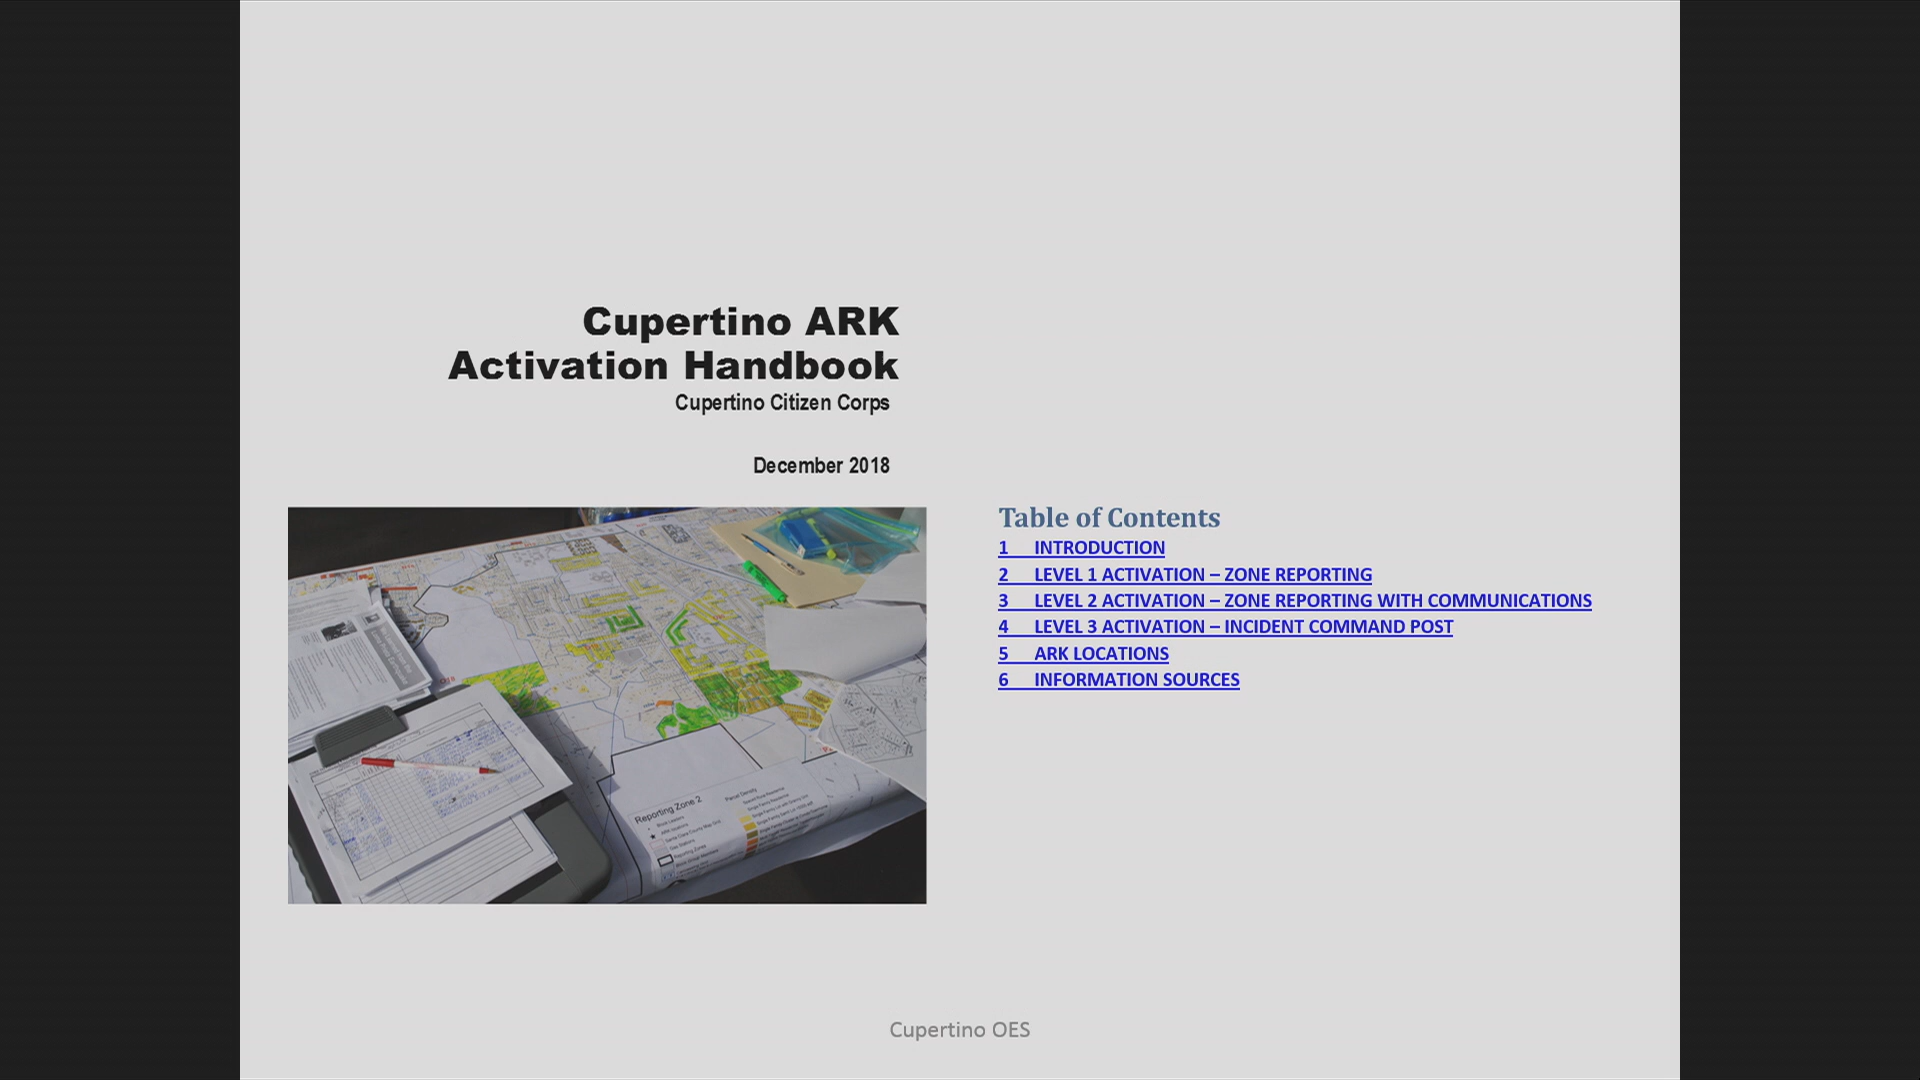 Cupertino ARK
Activation Handbook
Cupertino Citizen Corps
December 2018
Reporting Zone 2
Parcel Density
Table of Contents
1 INTRODUCTION
2 LEVEL 1 ACTIVATION – ZONE REPORTING
3 LEVEL 2 ACTIVATION – ZONE REPORTING WITH COMMUNICATIONS
4 LEVEL 3 ACTIVATION – INCIDENT COMMAND POST
5 ARK LOCATIONS
6 INFORMATION SOURCES
Cupertino OES